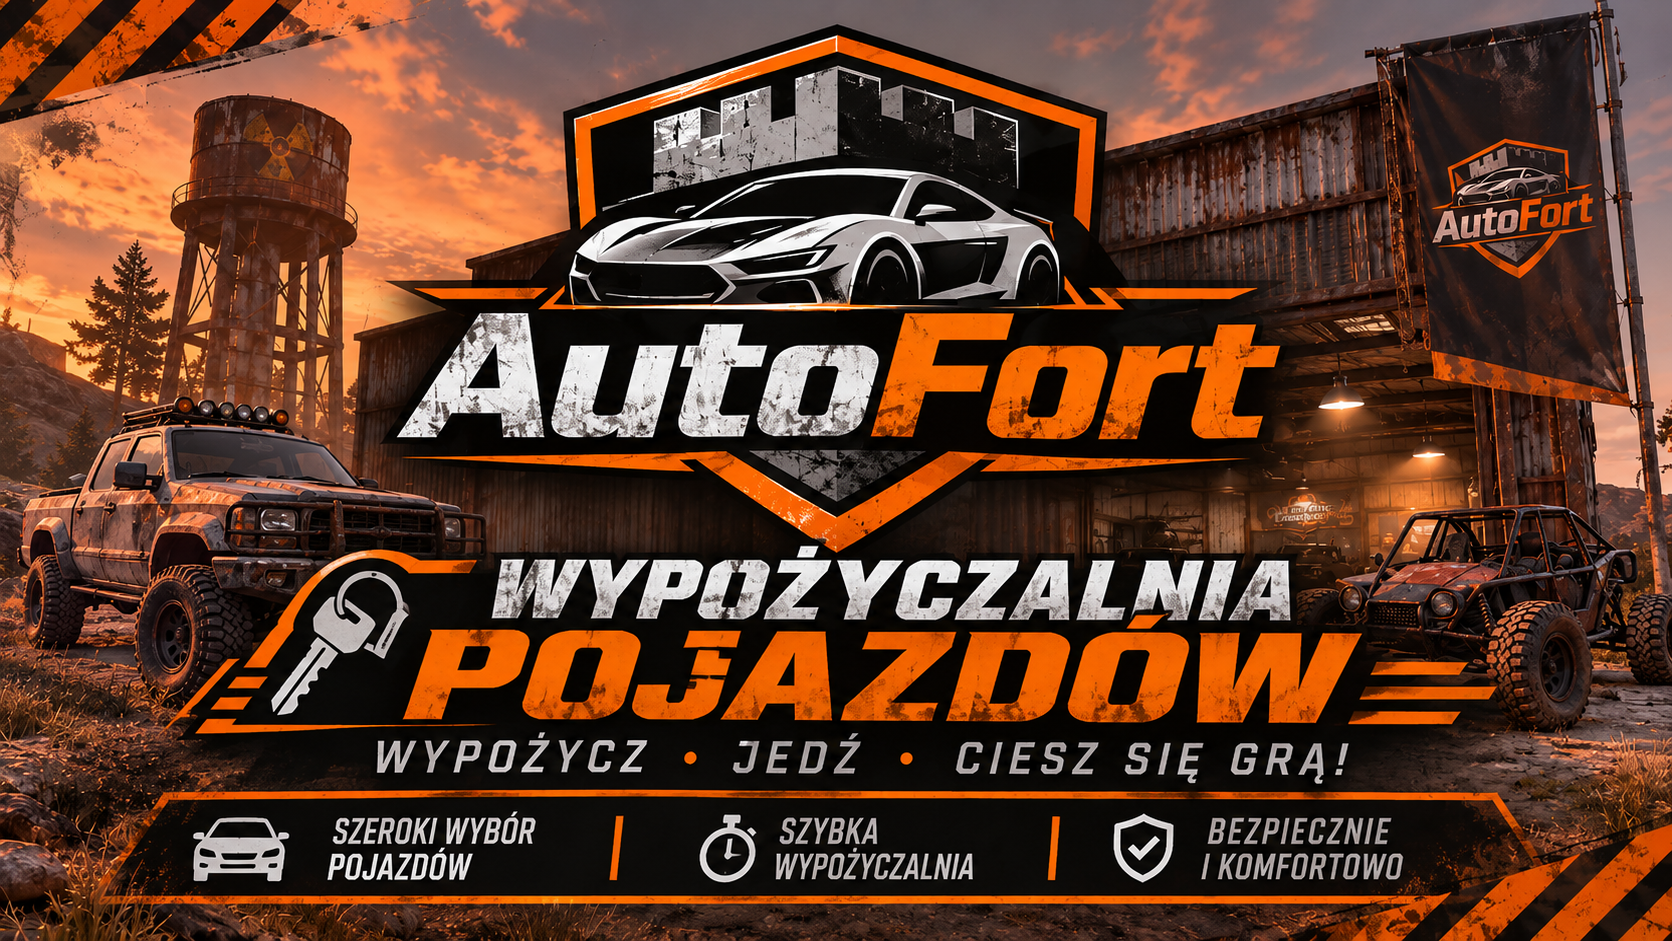 AutoFort
AutoFort
WYPOŻYCZALNIA
POJAZDÓW
WYPOŻYCZ • JEDŹ • CIESZ SIĘ GRĄ!
SZEROKI WYBÓR
POJAZDÓW
SZYBKA
WYPOŻYCZALNIA
BEZPIECZNIE
I KOMFORTOWO